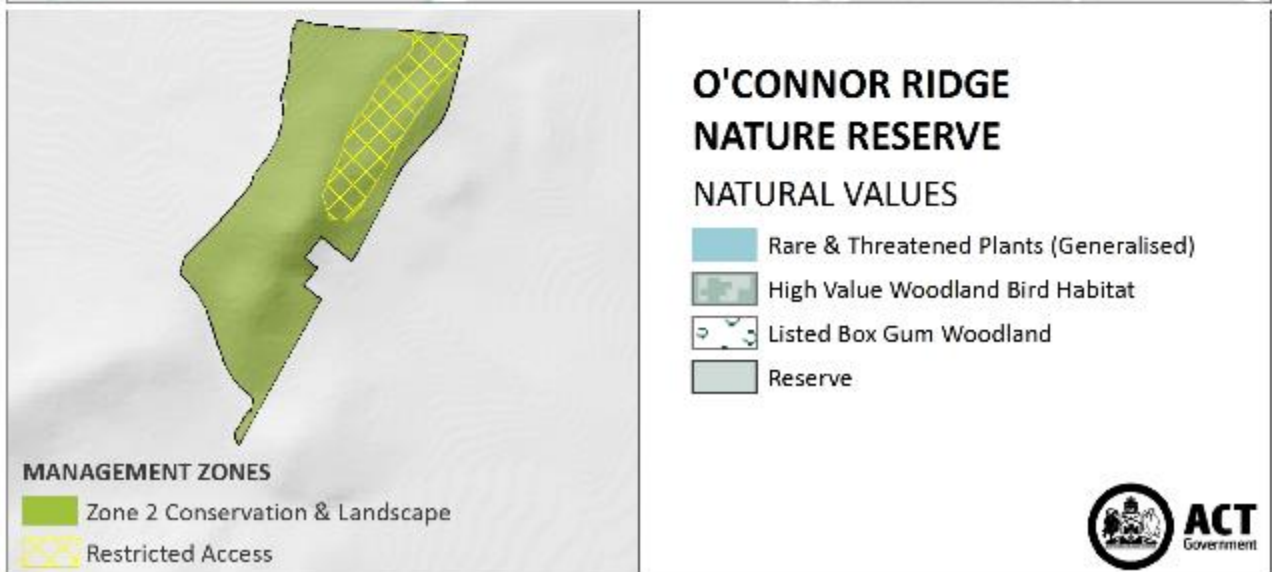 MANAGEMENT ZONES
Zone 2 Conservation & Landscape
Restricted Access
O'CONNOR RIDGE
NATURE RESERVE
NATURAL VALUES
Rare & Threatened Plants (Generalised)
High Value Woodland Bird Habitat
Listed Box Gum Woodland
Reserve
ACT
Government